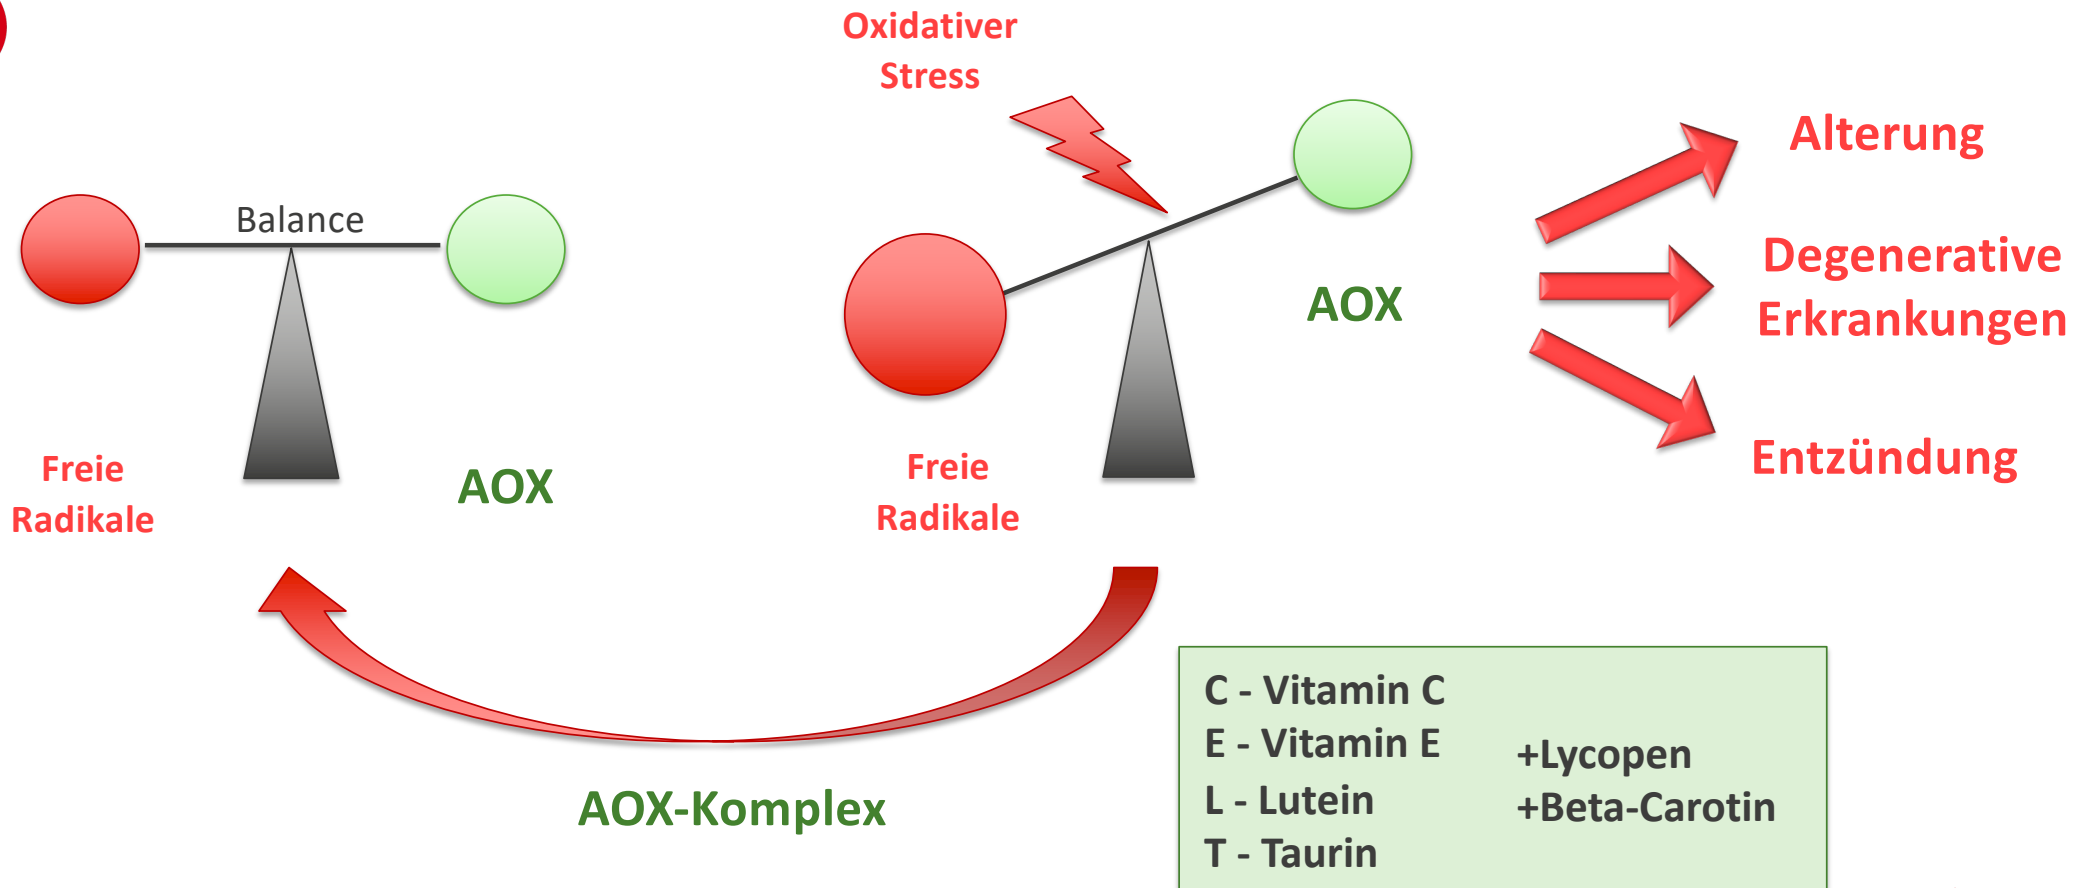 Oxidativer
Stress
Balance
Freie
Radikale
AOX
Freie
Radikale
AOX
Alterung
Degenerative
Erkrankungen
Entzündung
AOX-Komplex
C - Vitamin C
E - Vitamin E
L - Lutein
T - Taurin
+Lycopen
+Beta-Carotin